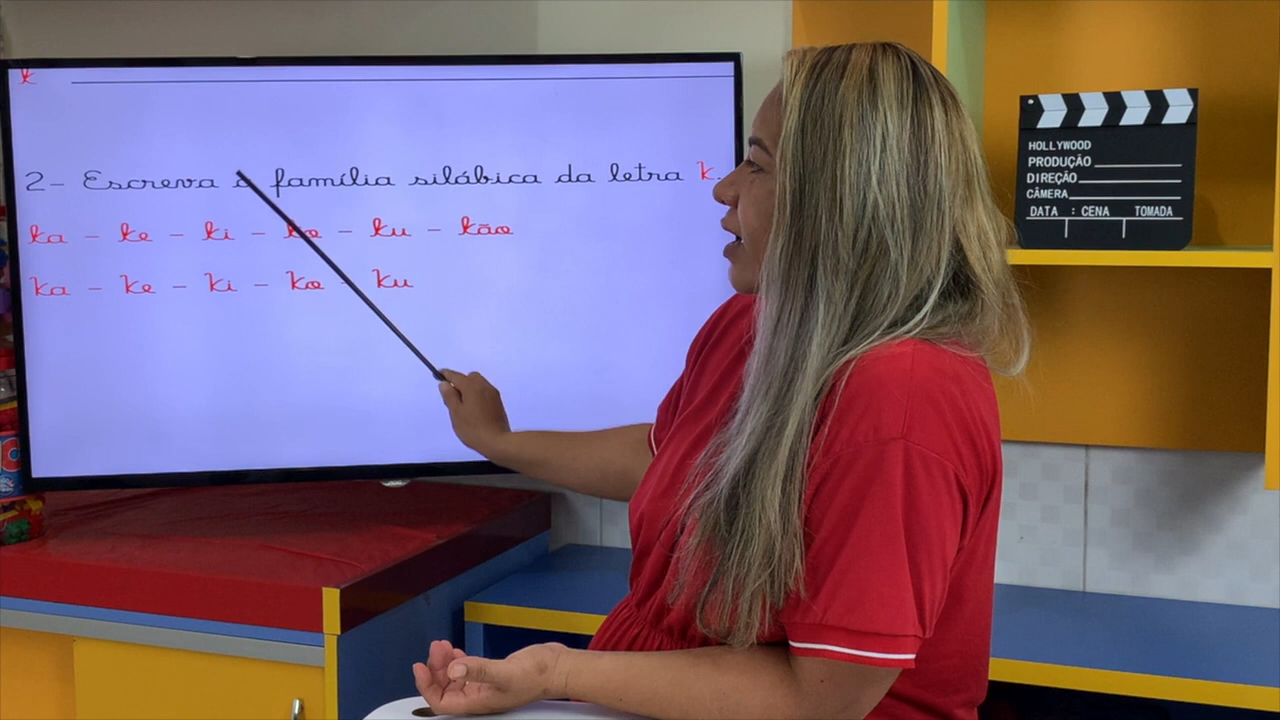 k
2- Escreva a família silábica da letra k.
ka - ke - ki - ko - ku - kão
ka - ke - ki - ko - ku
HOLLYWOOD
PRODUÇÃO
DIREÇÃO
CÂMERA
DATA : CENA TOMADA